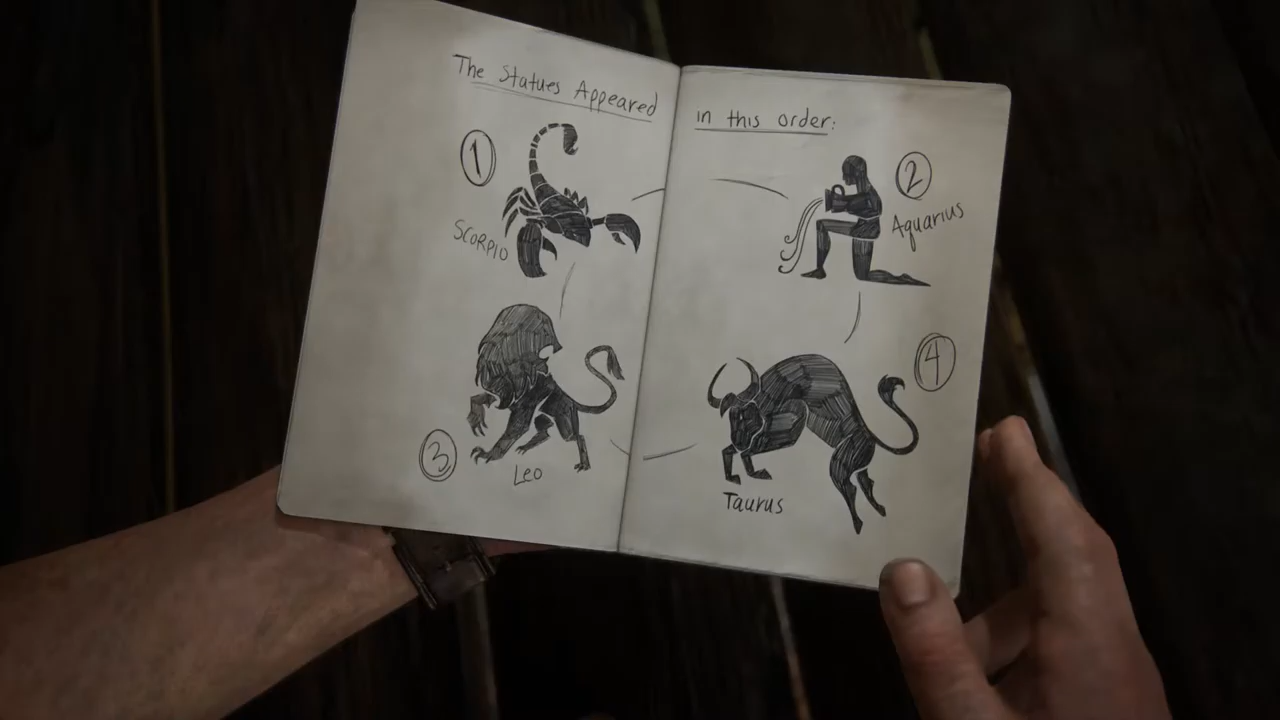 The Statues Appeared
in this order:
1
SCORPIO
2
Aquarius
3
Leo
4
Taurus